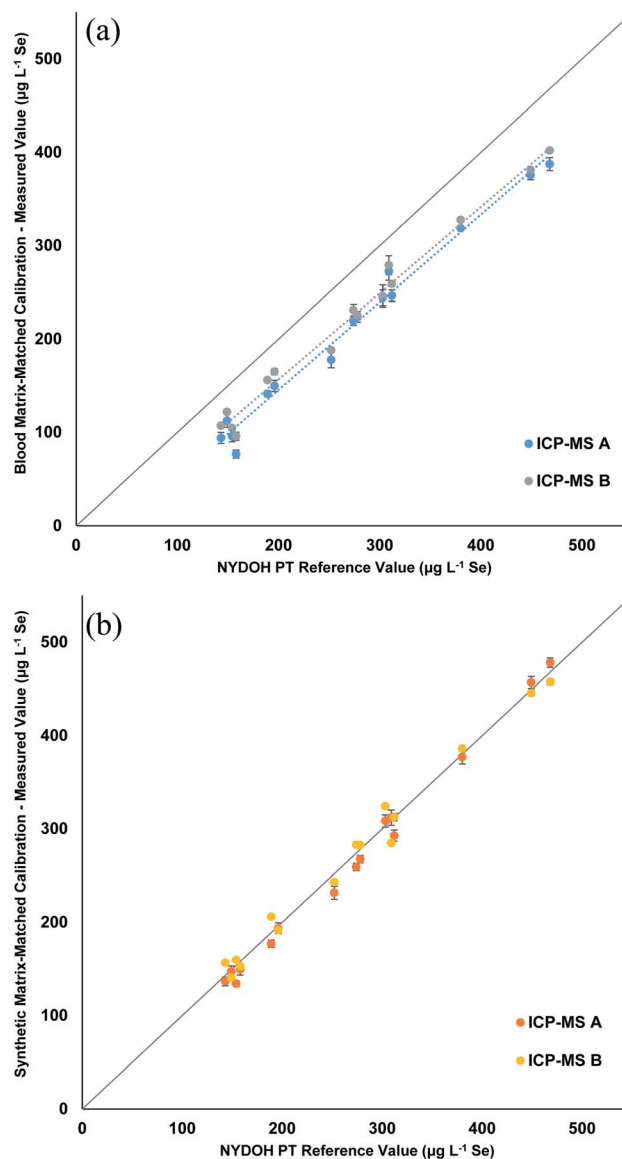 (a)
Blood Matrix-Matched Calibration - Measured Value (µg L⁻¹ Se)
500
400
300
200
100
0
ICP-MS A
ICP-MS B
0 100 200 300 400 500
NYDOH PT Reference Value (µg L⁻¹ Se)
(b)
Synthetic Matrix-Matched Calibration - Measured Value (µg L⁻¹ Se)
500
400
300
200
100
0
ICP-MS A
ICP-MS B
0 100 200 300 400 500
NYDOH PT Reference Value (µg L⁻¹ Se)